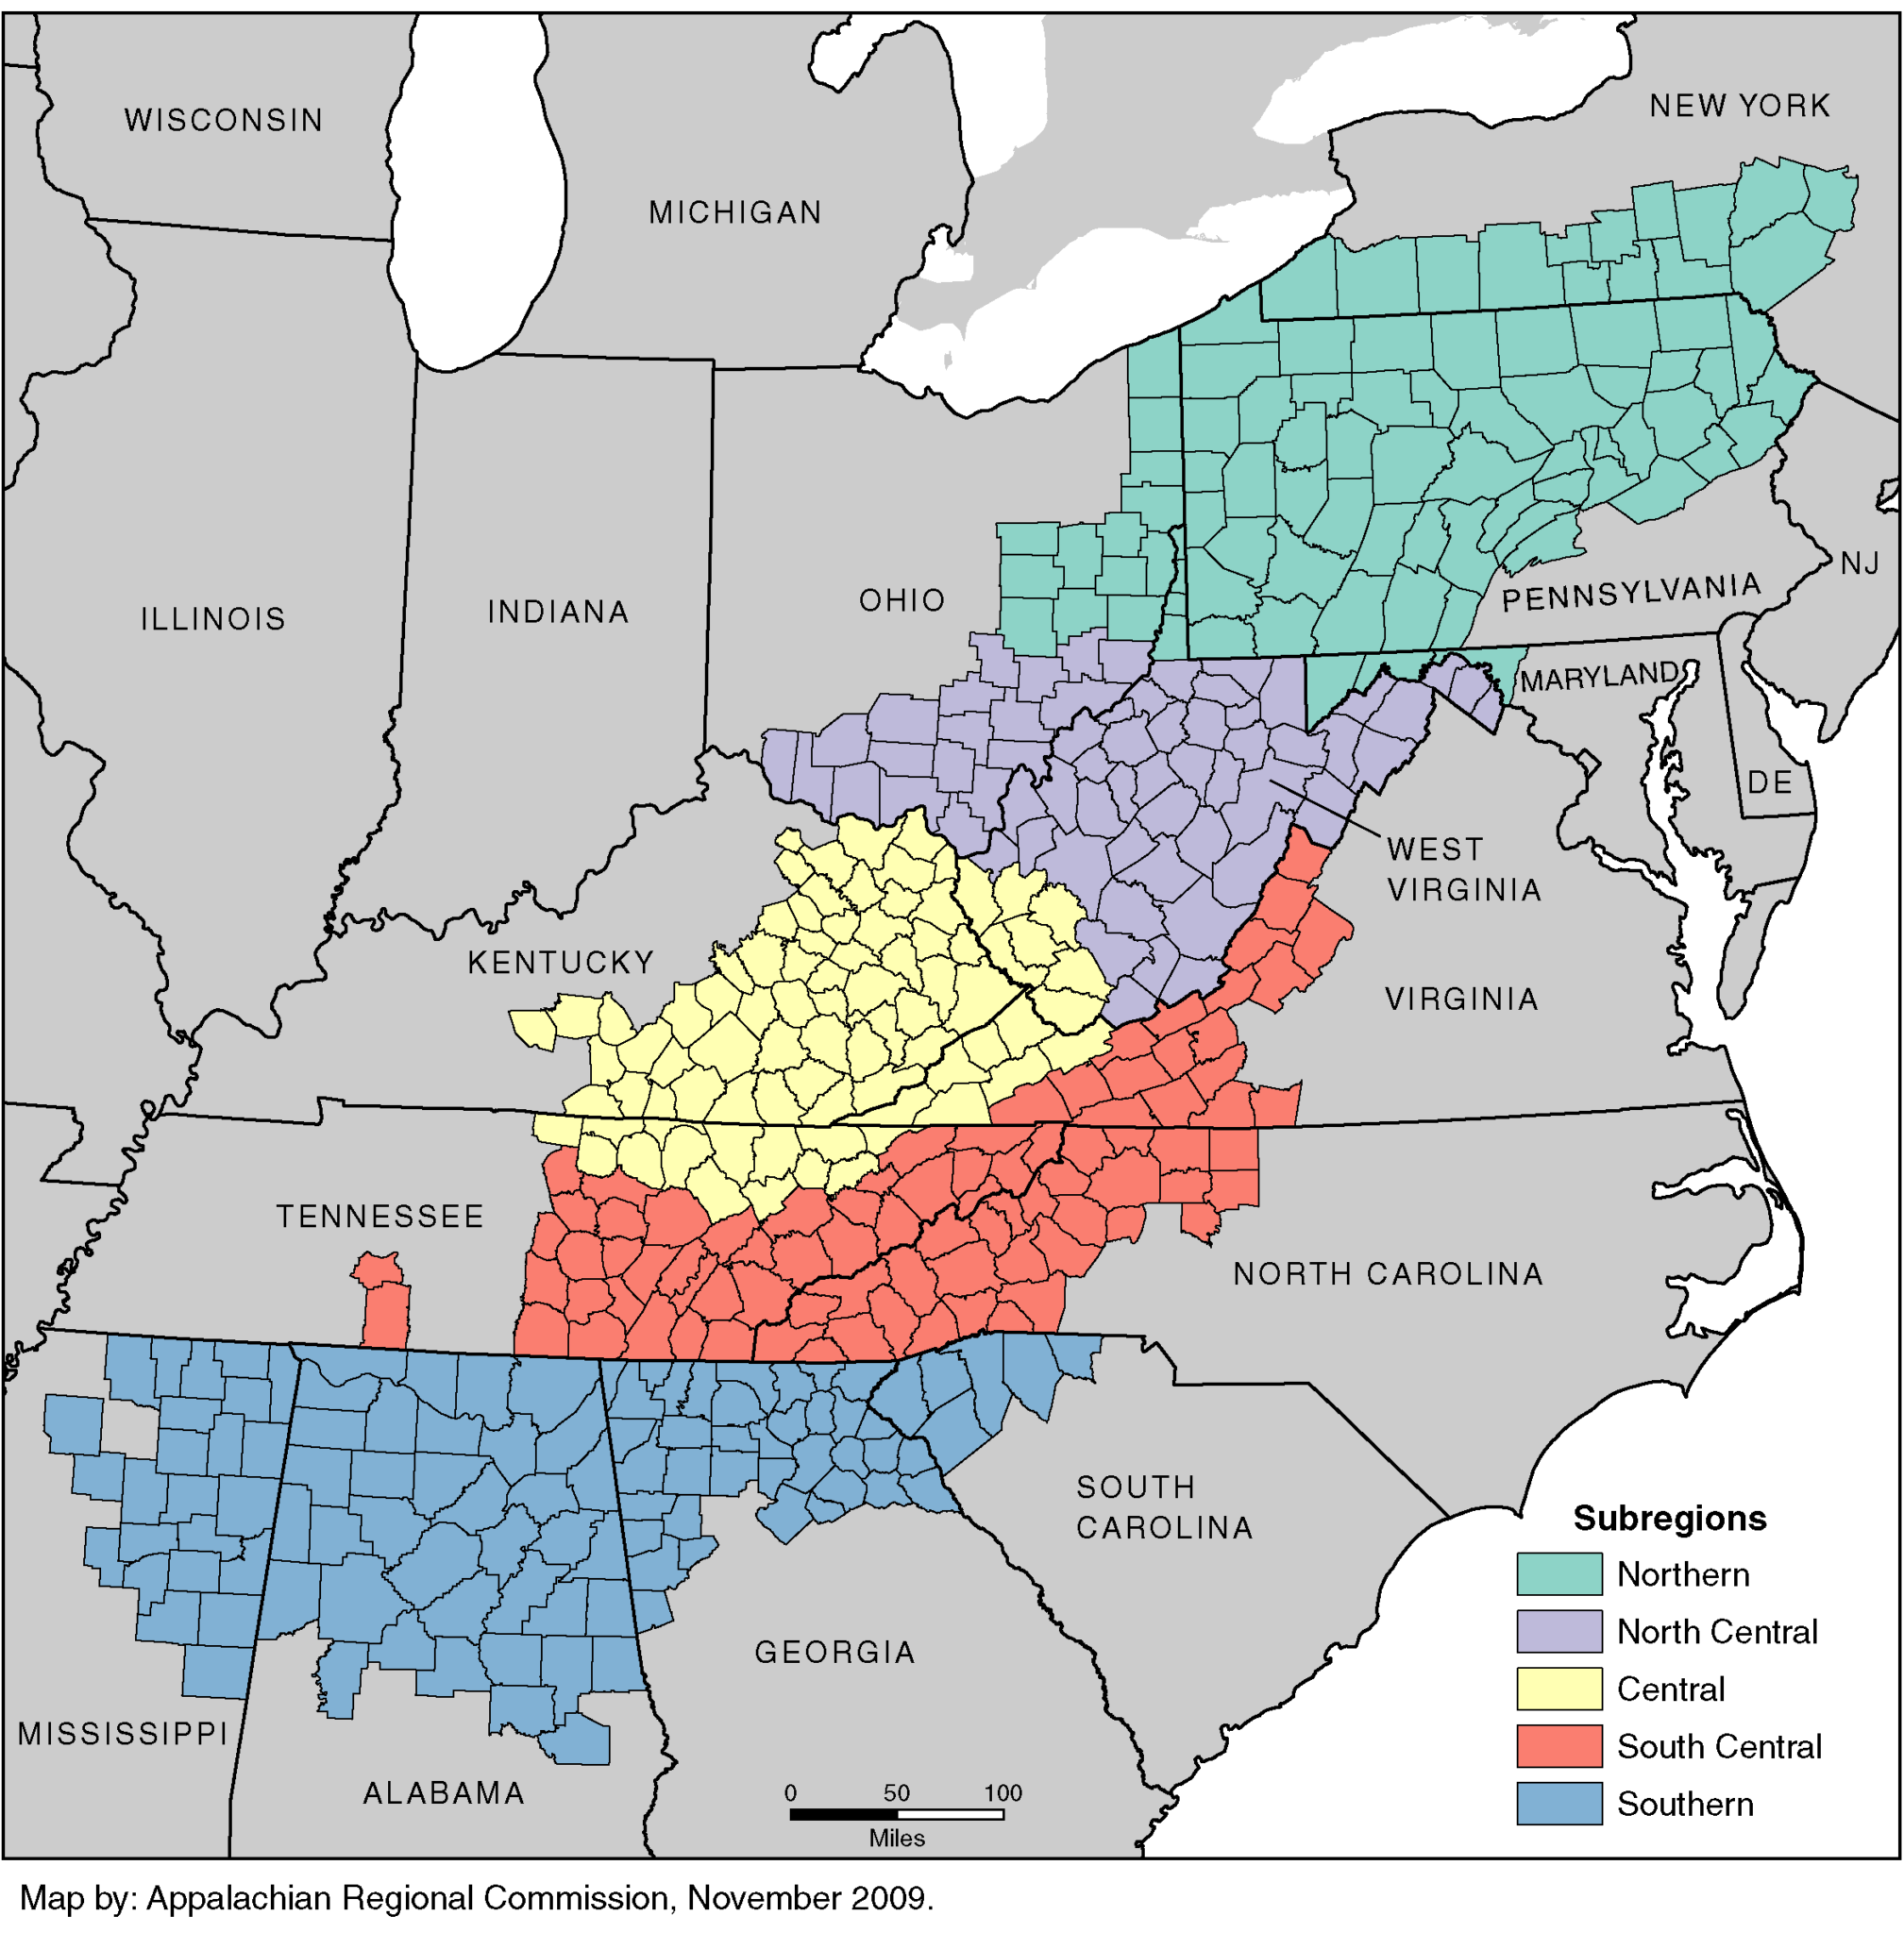 WISCONSIN
NEW YORK
MICHIGAN
ILLINOIS
INDIANA
OHIO
PENNSYLVANIA
NJ
MARYLAND
DE
WEST
VIRGINIA
KENTUCKY
VIRGINIA
TENNESSEE
NORTH CAROLINA
SOUTH
CAROLINA
GEORGIA
MISSISSIPPI
ALABAMA
0 50 100
Miles
Subregions
Northern
North Central
Central
South Central
Southern
Map by: Appalachian Regional Commission, November 2009.